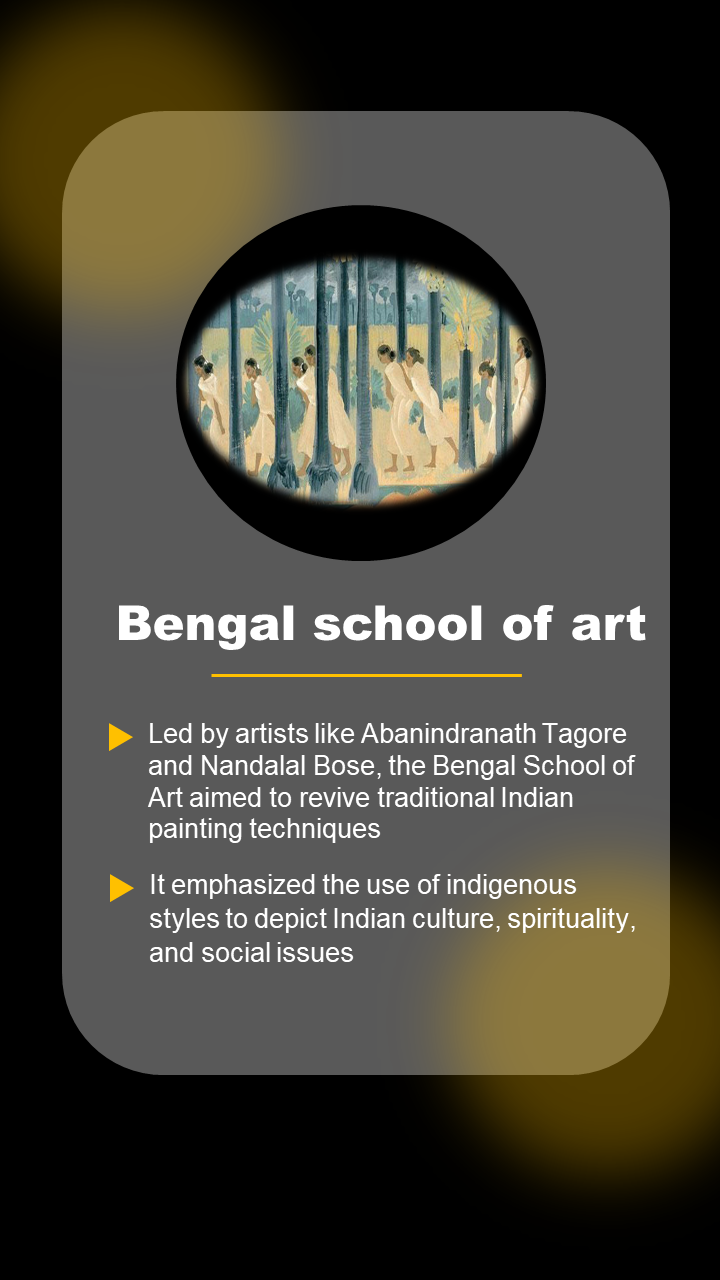 Bengal school of art
Led by artists like Abanindranath Tagore
and Nandalal Bose, the Bengal School of
Art aimed to revive traditional Indian
painting techniques
It emphasized the use of indigenous
styles to depict Indian culture, spirituality,
and social issues